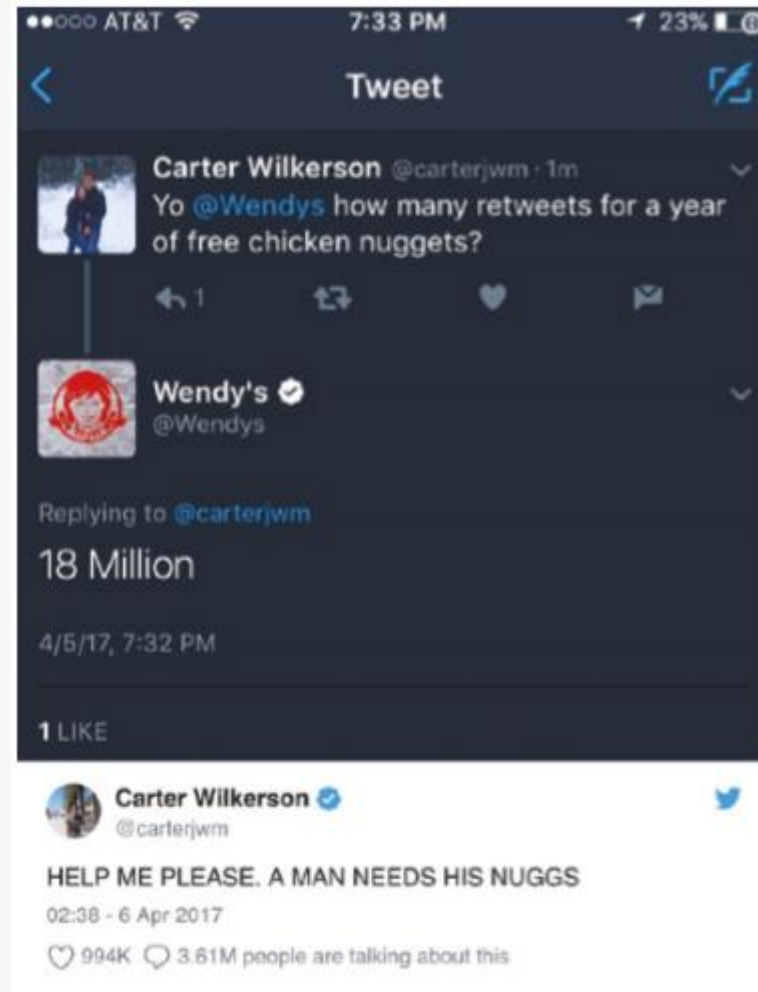 AT&T 7:33 PM 23%
Tweet
Carter Wilkerson @carterjwm · 1m
Yo @Wendys how many retweets for a year
of free chicken nuggets?
1
Wendy's
@Wendys
Replying to @carterjwm
18 Million
4/5/17, 7:32 PM
1 LIKE
Carter Wilkerson
@carterjwm
HELP ME PLEASE. A MAN NEEDS HIS NUGGS
02:38 - 6 Apr 2017
994K 3.61M people are talking about this